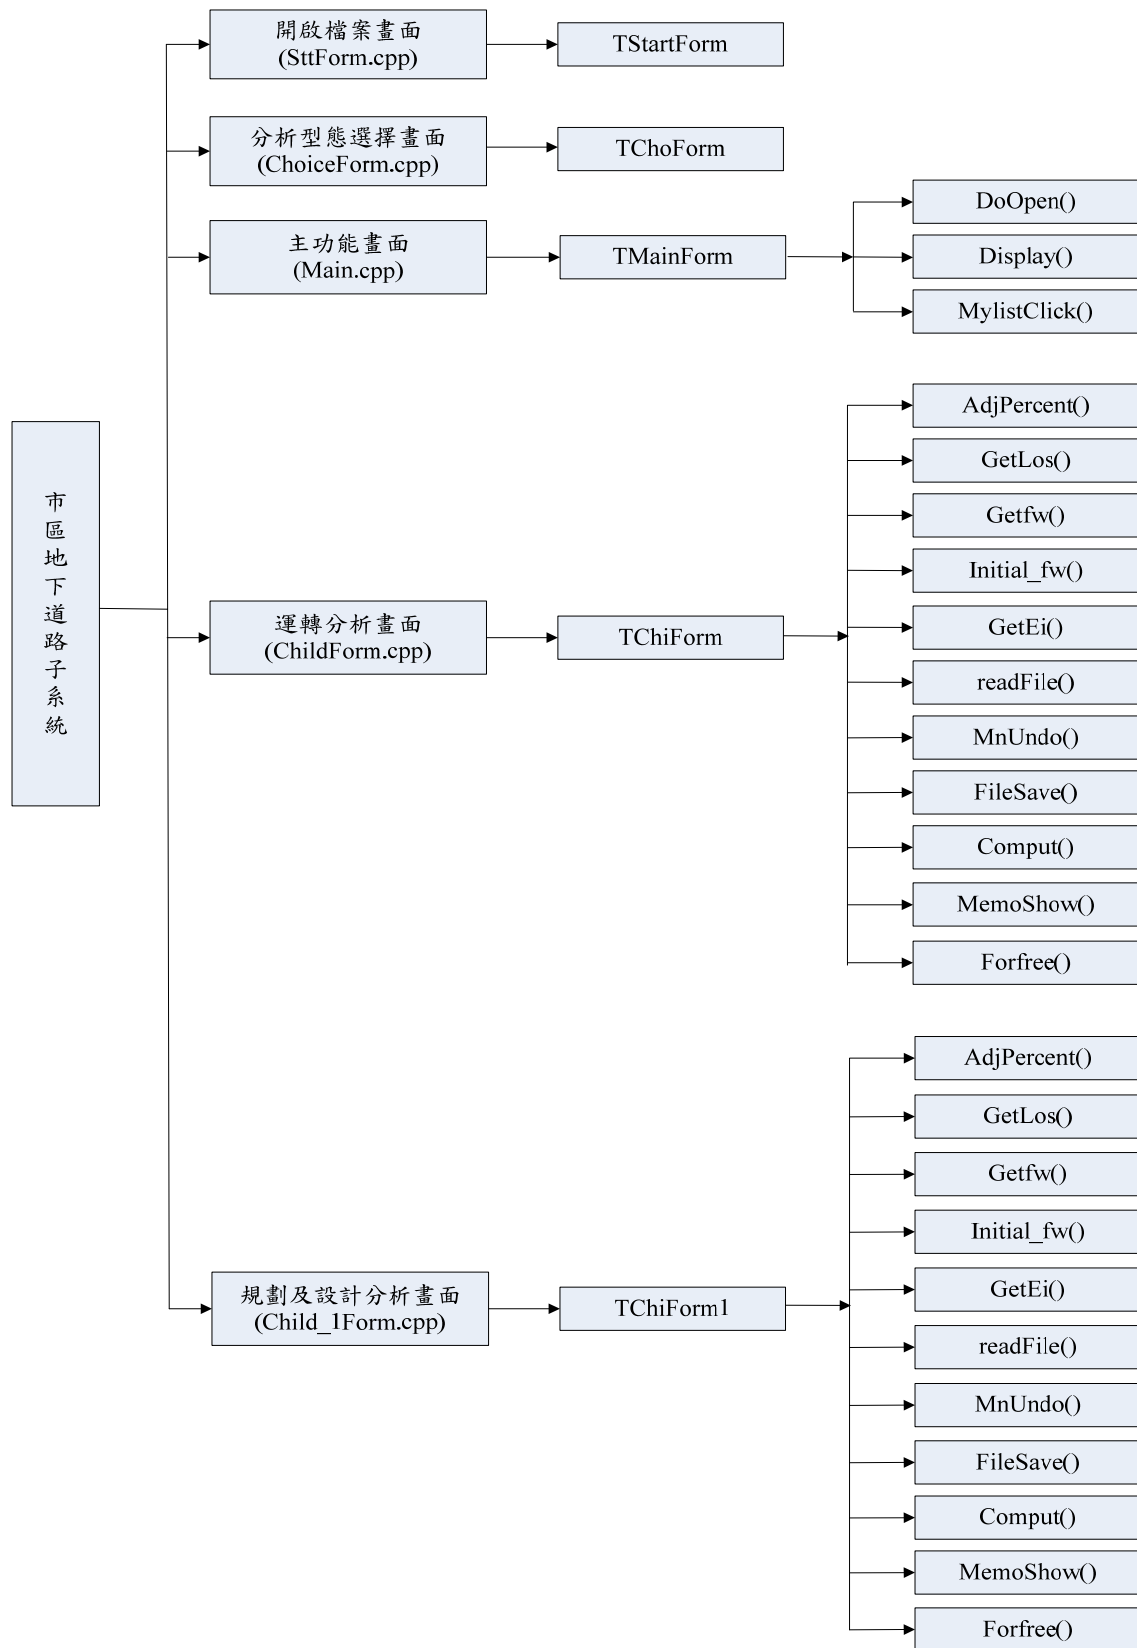 市區地下道路子系統
開啟檔案畫面
(SttForm.cpp)
TStartForm
分析型態選擇畫面
(ChoiceForm.cpp)
TChoForm
主功能畫面
(Main.cpp)
TMainForm
DoOpen()
Display()
MylistClick()
運轉分析畫面
(ChildForm.cpp)
TChiForm
AdjPercent()
GetLos()
Getfw()
Initial_fw()
GetEi()
readFile()
MnUndo()
FileSave()
Comput()
MemoShow()
Forfree()
規劃及設計分析畫面
(Child_1Form.cpp)
TChiForm1
AdjPercent()
GetLos()
Getfw()
Initial_fw()
GetEi()
readFile()
MnUndo()
FileSave()
Comput()
MemoShow()
Forfree()